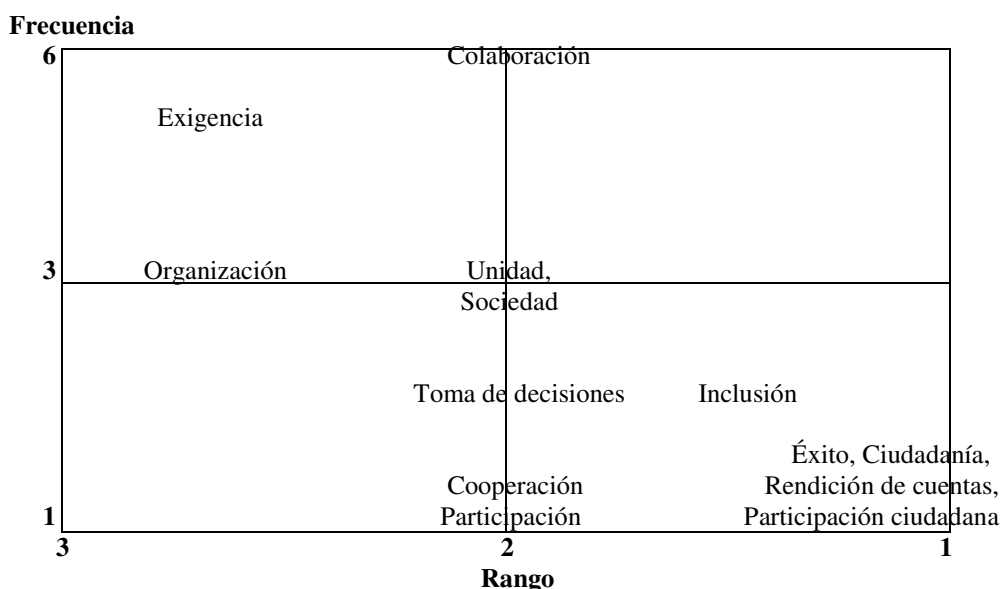 Frecuencia
6
Colaboración
Exigencia
3
Organización
Unidad,
Sociedad
Toma de decisiones
Inclusión
Éxito, Ciudadanía,
Cooperación
Rendición de cuentas,
1
Participación
Participación ciudadana
3
2
1
Rango